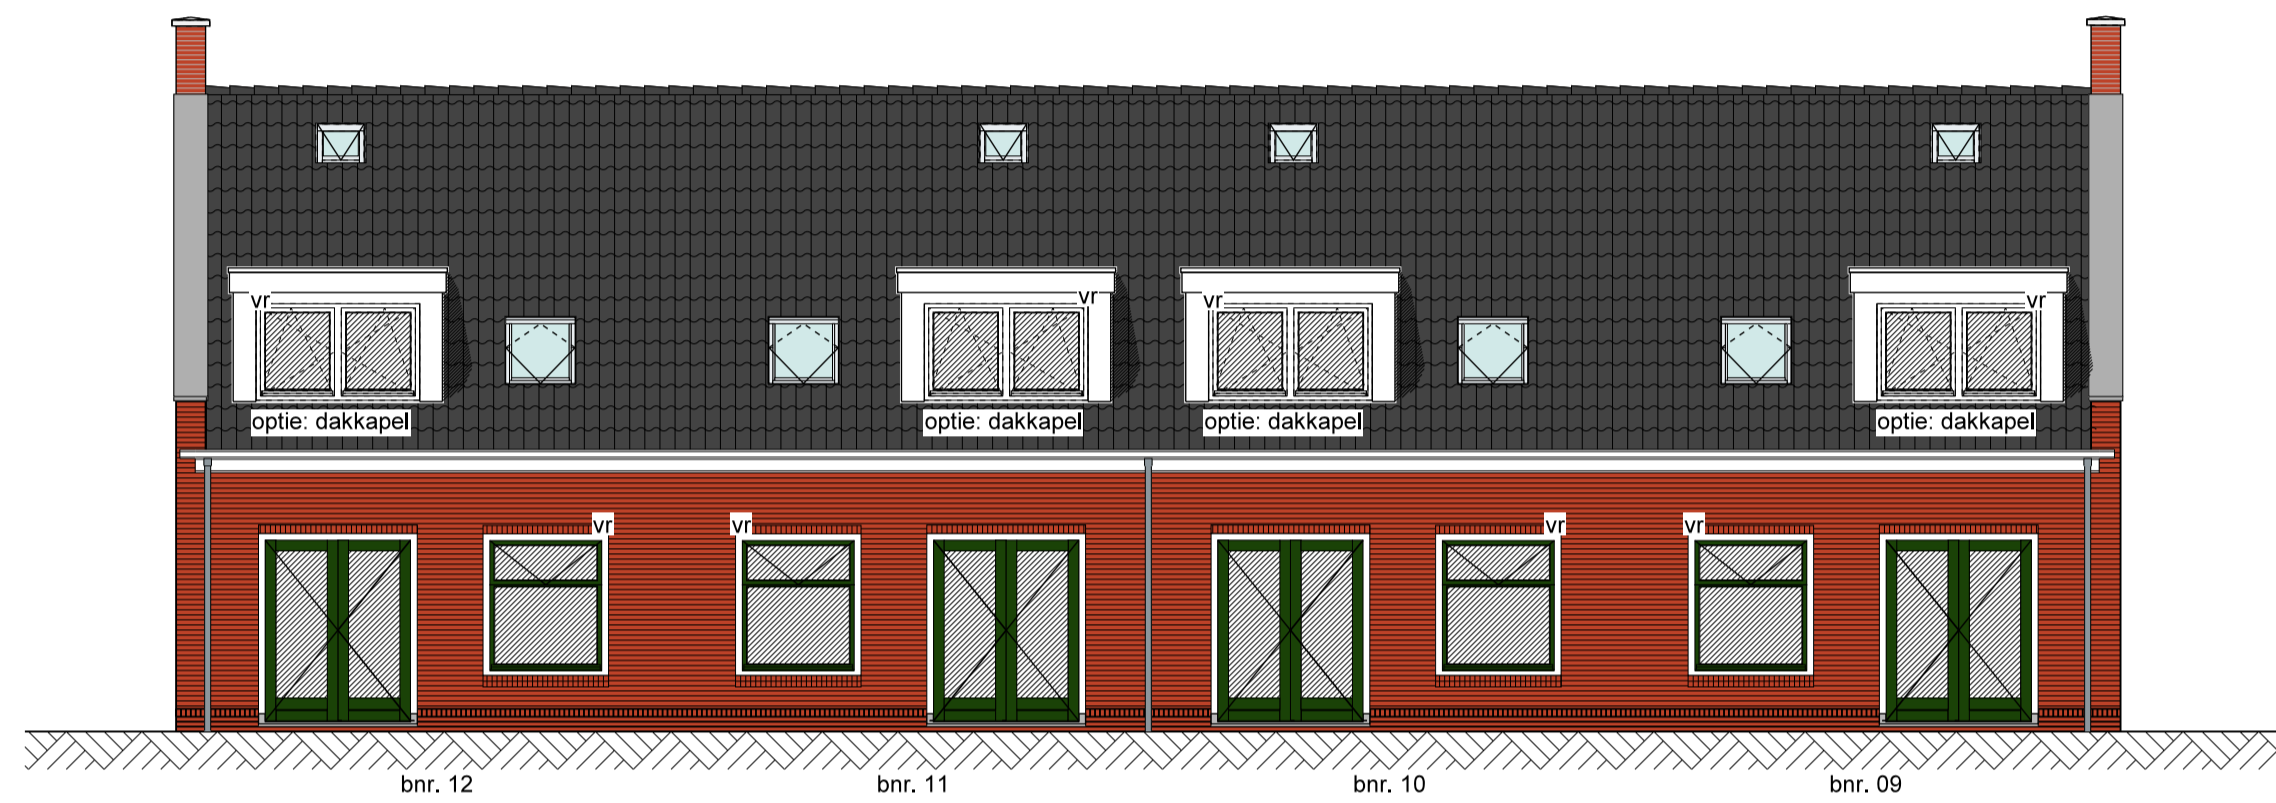 vr
vr
vr
vr
optie: dakkapel
optie: dakkapel
optie: dakkapel
optie: dakkapel
vr
vr
vr
vr
bnr. 12
bnr. 11
bnr. 10
bnr. 09